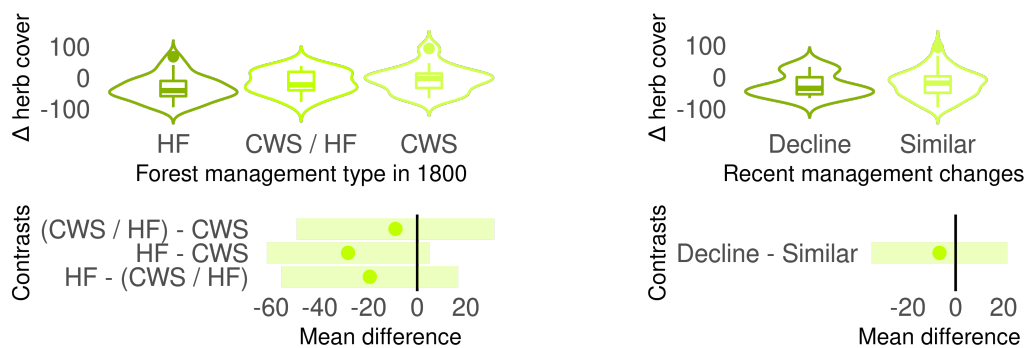 Δ herb cover
100
0
-100
HF CWS / HF CWS
Forest management type in 1800
Δ herb cover
100
0
-100
Decline Similar
Recent management changes
Contrasts
(CWS / HF) - CWS
HF - CWS
HF - (CWS / HF)
-60 -40 -20 0 20
Mean difference
Contrasts
Decline - Similar
-20 0 20
Mean difference